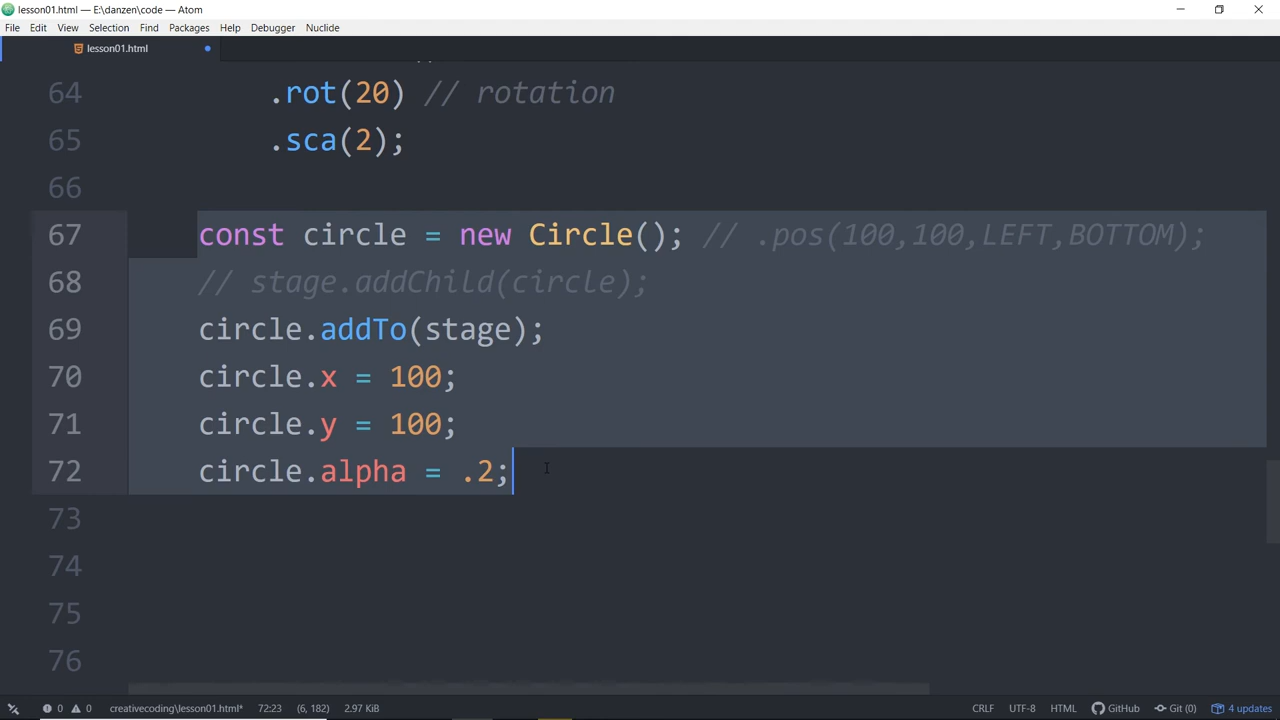 lesson01.html — E:\danzen\code — Atom
File Edit View Selection Find Packages Help Debugger Nuclide
lesson01.html
64 .rot(20) // rotation
65 .sca(2);
66
67 const circle = new Circle(); // .pos(100,100,LEFT,BOTTOM);
68 // stage.addChild(circle);
69 circle.addTo(stage);
70 circle.x = 100;
71 circle.y = 100;
72 circle.alpha = .2;
73
74
75
76
0 0 creativecoding\lesson01.html* 72:23 (6, 182) 2.97 KiB CRLF UTF-8 HTML GitHub Git (0) 4 updates